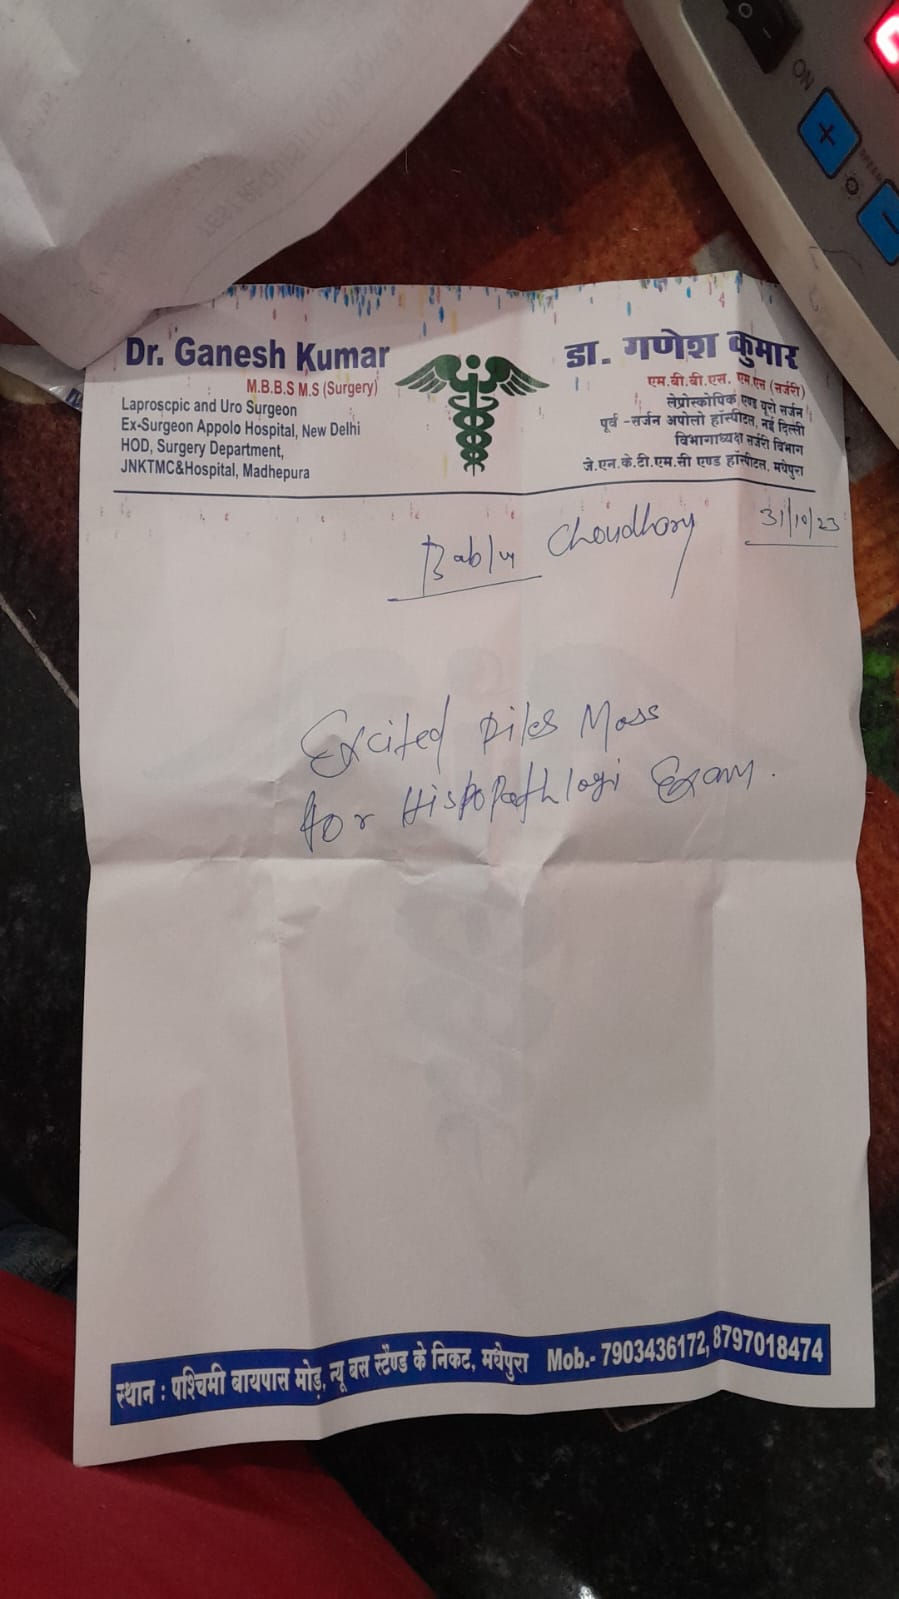 Dr. Ganesh Kumar
M.B.B.S M.S (Surgery)
Laproscpic and Uro Surgeon
Ex-Surgeon Appolo Hospital, New Delhi
HOD, Surgery Department,
JNKTMC&Hospital, Madhepura
डा. गणेश कुमार
एम.बी.बी.एस. एम.एस (सर्जरी)
लेप्रोस्कोपिक एण्ड यूरो सर्जन
पूर्व -सर्जन अपोलो हॉस्पीटल, नई दिल्ली
विभागाध्यक्ष सर्जरी विभाग
जे.एन.के.टी.एम.सी एण्ड हॉस्पीटल, मधेपुरा
31/10/23
Bablu Choudhary
Excited Piles Mass
for Histopathlogi Exam.
स्थान : पश्चिमी बायपास मोड़, न्यू बस स्टैण्ड के निकट, मधेपुरा Mob.- 7903436172, 8797018474
ON